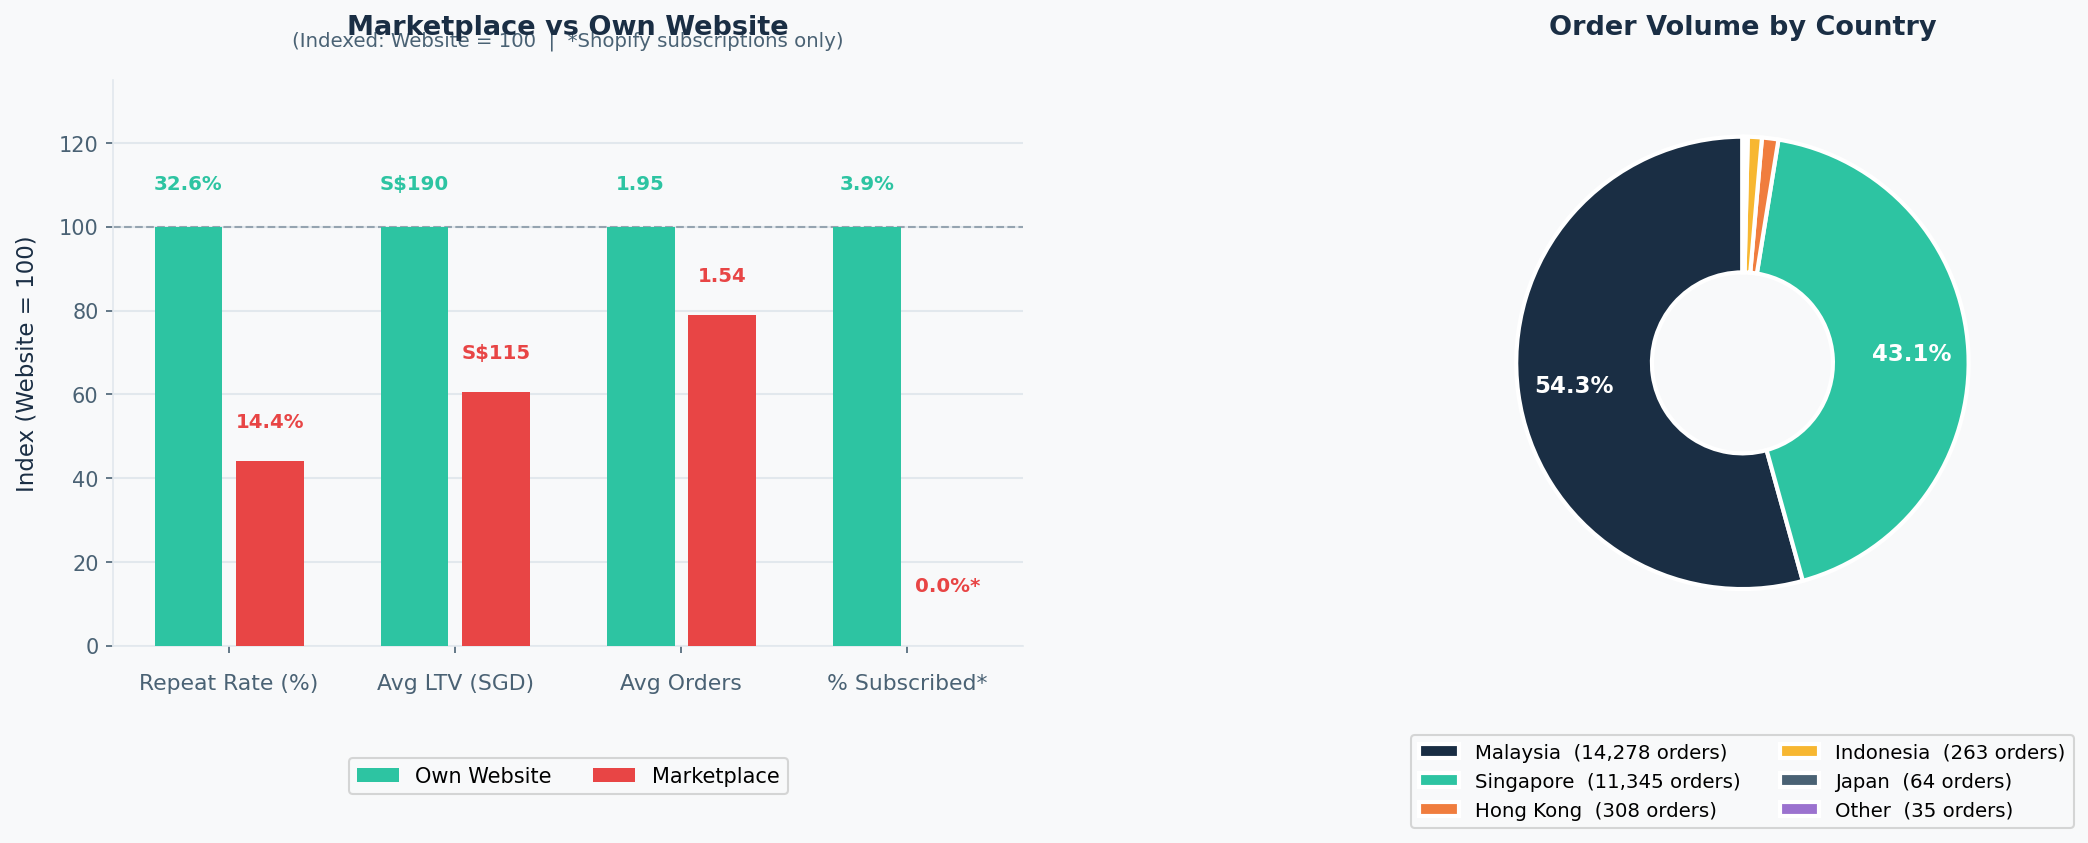 Marketplace vs Own Website
(Indexed: Website = 100 | *Shopify subscriptions only)
Index (Website = 100)
120
100
80
60
40
20
0
32.6%
14.4%
S$190
S$115
1.95
1.54
3.9%
0.0%*
Repeat Rate (%)
Avg LTV (SGD)
Avg Orders
% Subscribed*
Own Website
Marketplace
Order Volume by Country
54.3%
43.1%
Malaysia (14,278 orders)
Singapore (11,345 orders)
Hong Kong (308 orders)
Indonesia (263 orders)
Japan (64 orders)
Other (35 orders)